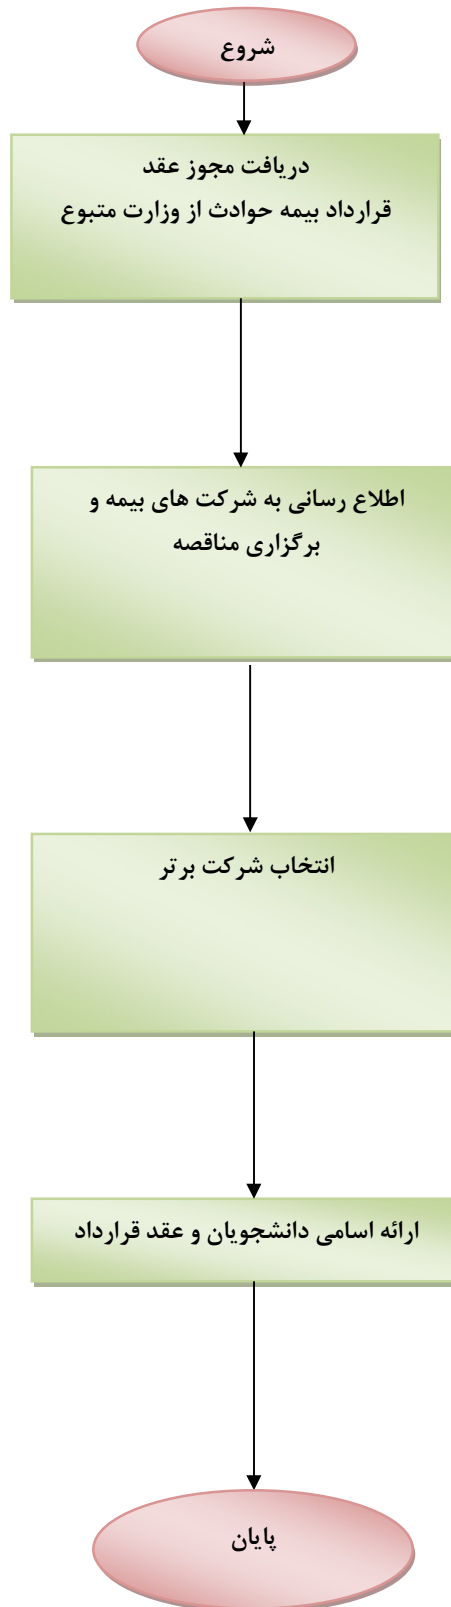 شروع
دریافت مجوز عقد
قرارداد بیمه حوادث از وزارت متبوع
اطلاع رسانی به شرکت های بیمه و
برگزاری مناقصه
انتخاب شرکت برتر
ارائه اسامی دانشجویان و عقد قرارداد
پایان